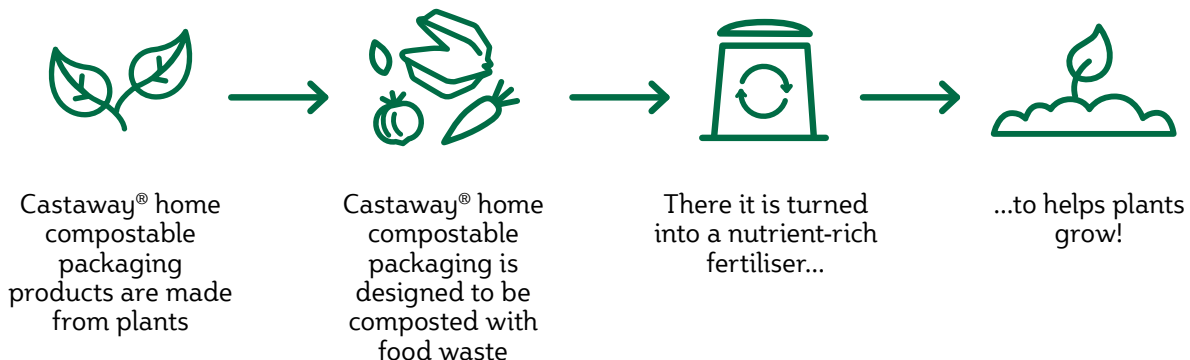 Castaway® home
compostable
packaging
products are made
from plants
Castaway® home
compostable
packaging is
designed to be
composted with
food waste
There it is turned
into a nutrient-rich
fertiliser...
...to helps plants
grow!